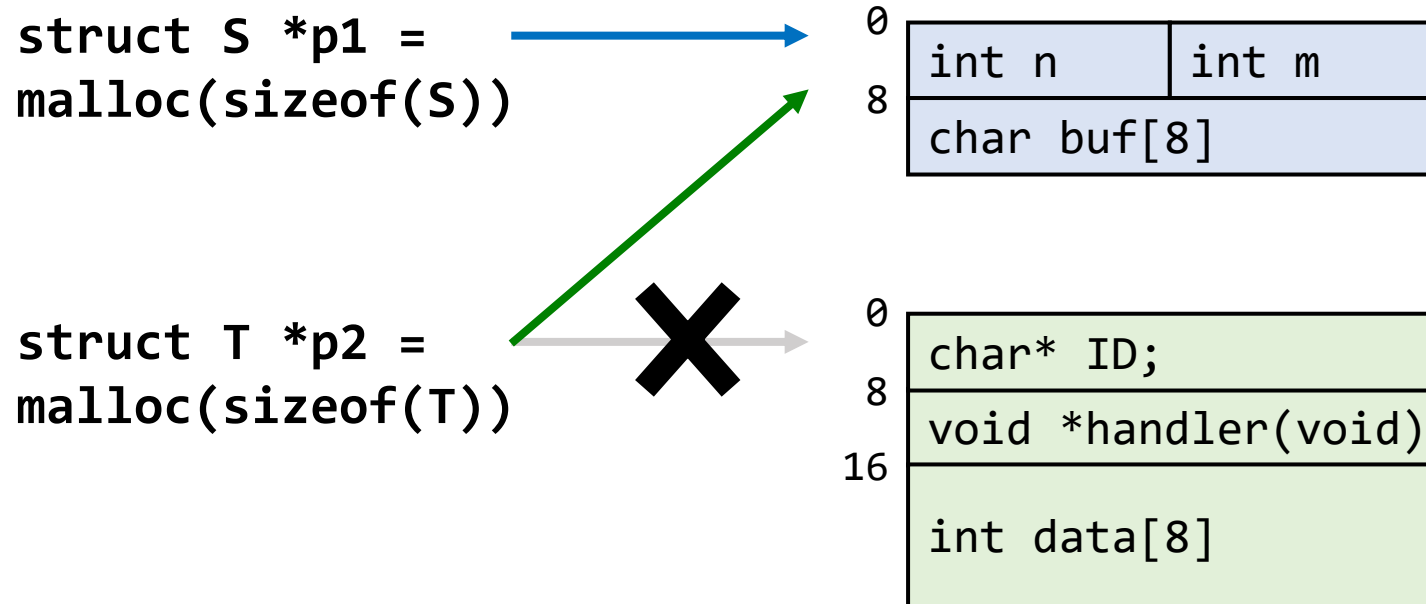 struct S *p1 =
malloc(sizeof(S))
0
int n
int m
8
char buf[8]
struct T *p2 =
malloc(sizeof(T))
0
char* ID;
8
void *handler(void)
16
int data[8]